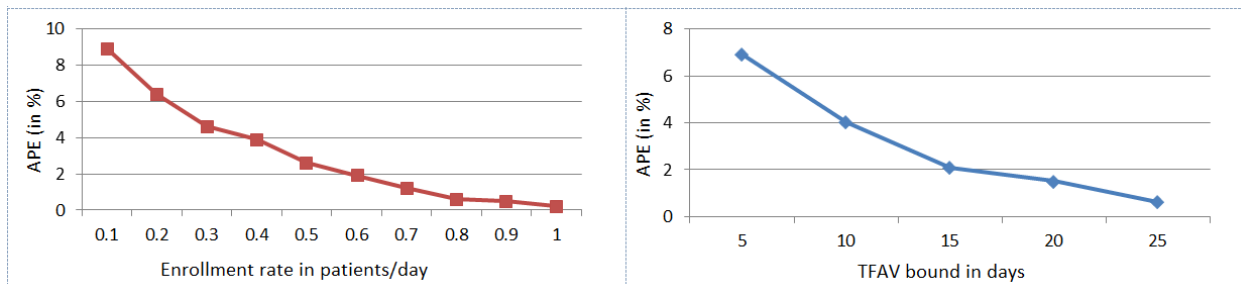 10
8
6
4
2
0
APE (in %)
0.1 0.2 0.3 0.4 0.5 0.6 0.7 0.8 0.9 1
Enrollment rate in patients/day
8
6
4
2
0
APE (in %)
5 10 15 20 25
TFAV bound in days